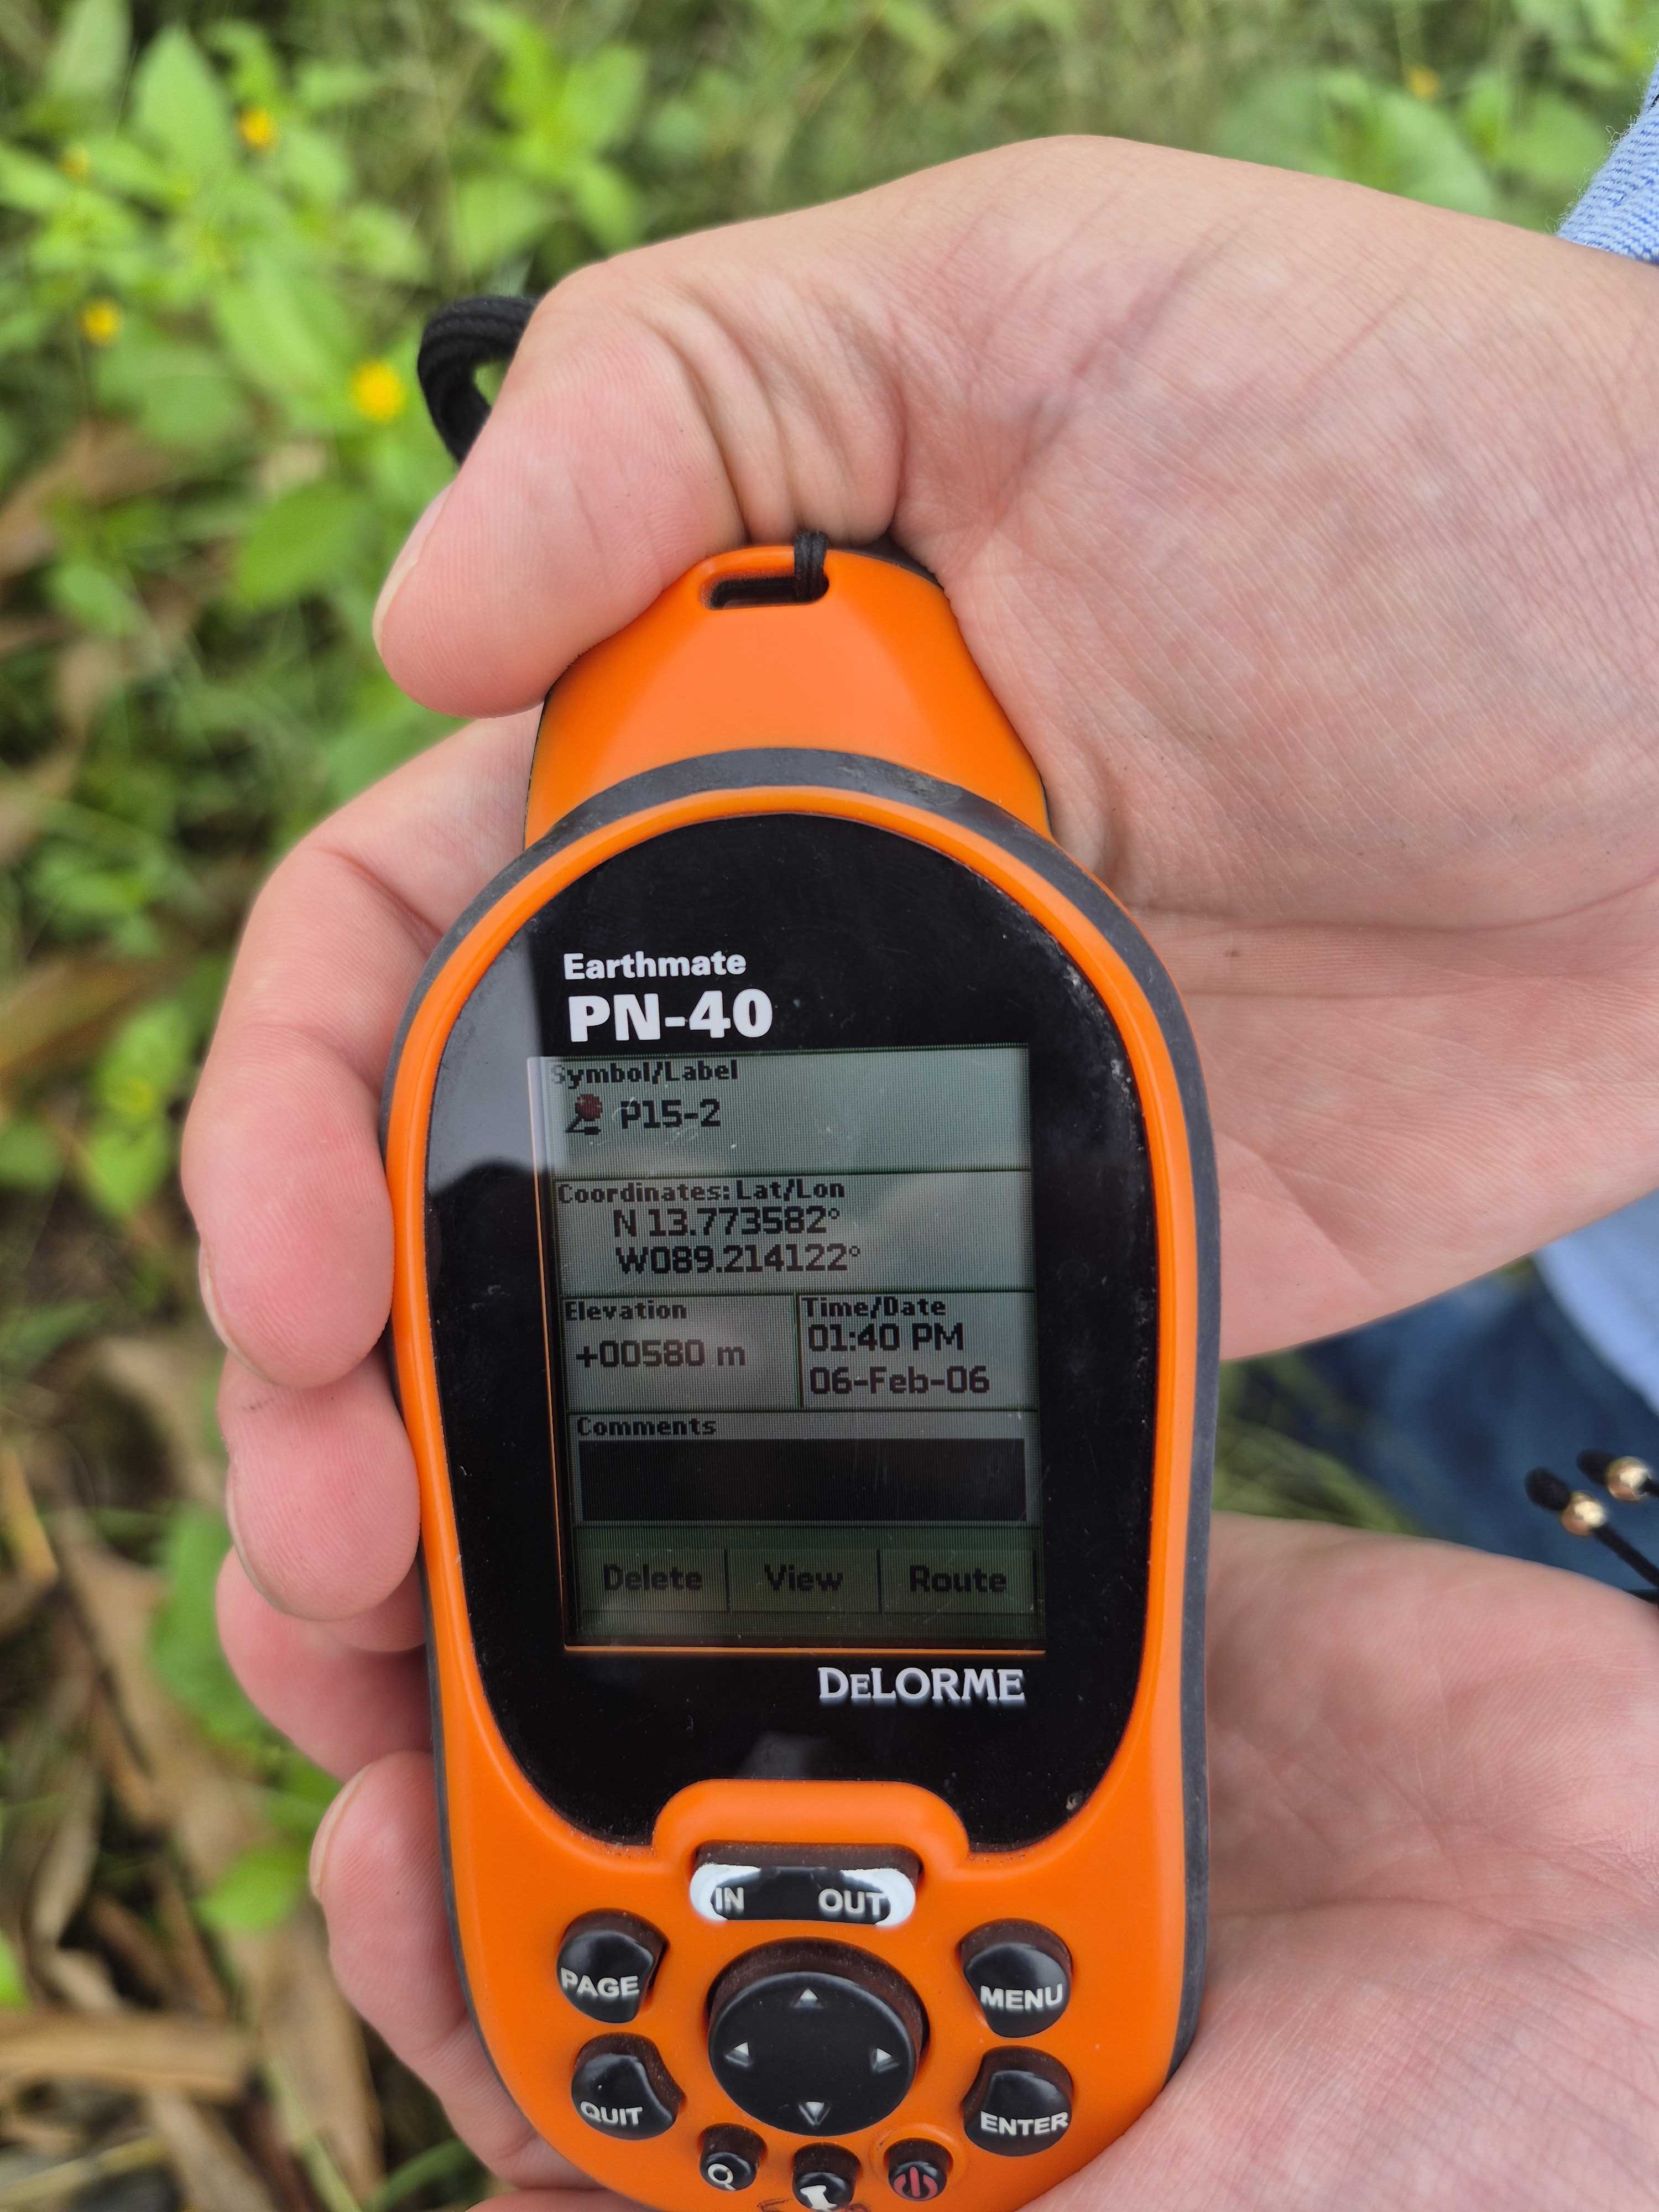 Earthmate
PN-40
Symbol/Label
P15-2
Coordinates: Lat/Lon
N 13.773582°
W089.214122°
Elevation
+00580 m
Time/Date
01:40 PM
06-Feb-06
Comments
Delete View Route
DELORME
IN OUT
PAGE
MENU
QUIT
ENTER